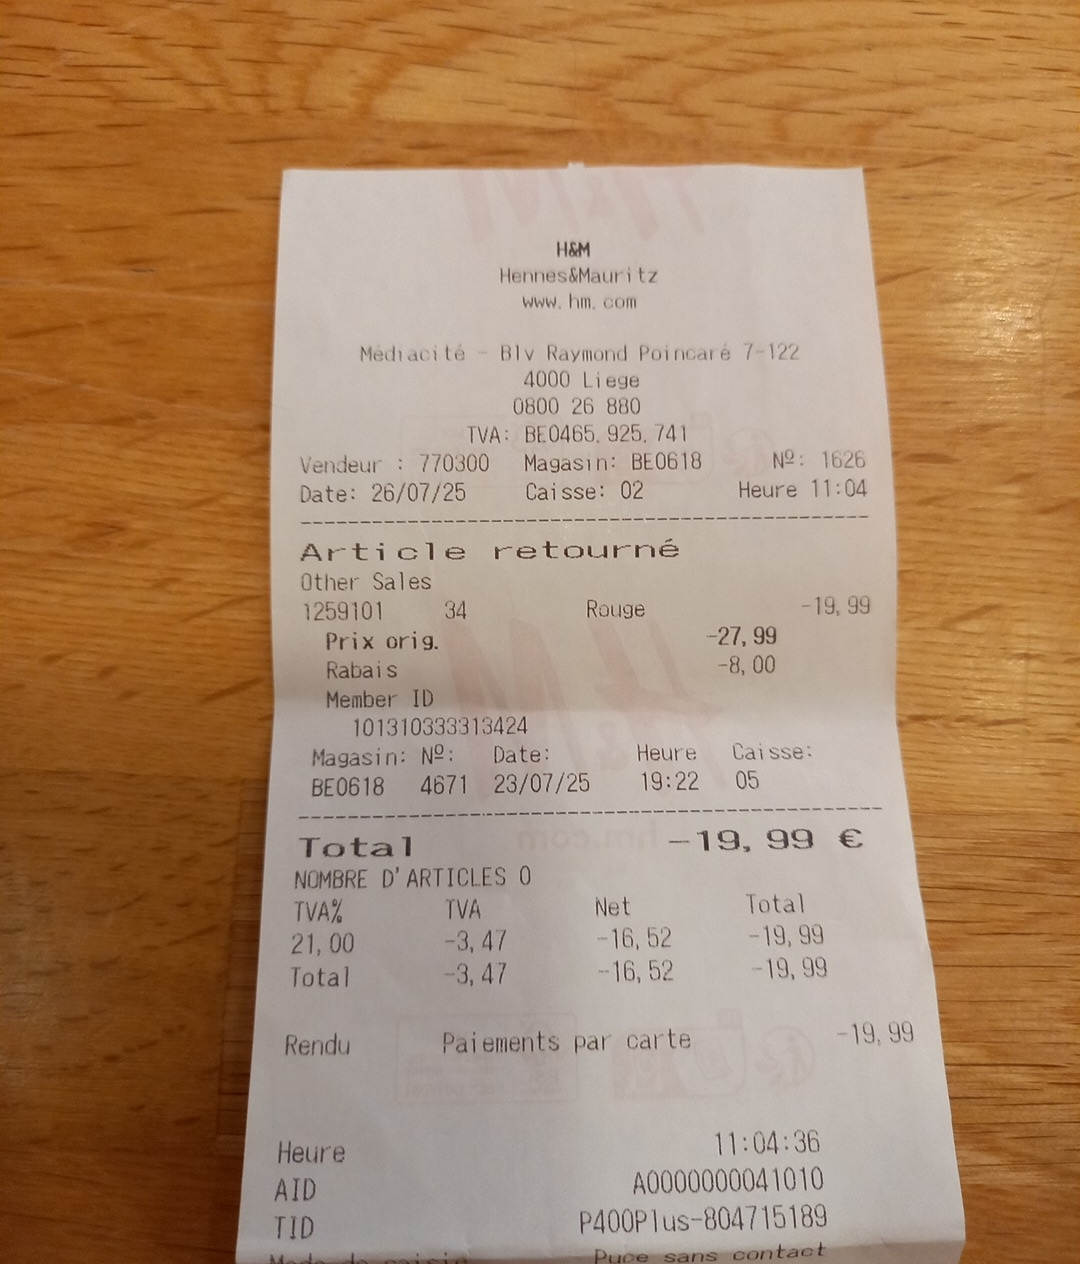 H&M
Hennes&Mauritz
www.hm.com
Médiacité - Blv Raymond Poincaré 7-122
4000 Liege
0800 26 880
TVA: BE0465.925.741
Vendeur : 770300 Magasin: BE0618 Nº: 1626
Date: 26/07/25 Caisse: 02 Heure 11:04
Article retourné
Other Sales
1259101 34 Rouge -19,99
Prix orig. -27,99
Rabais -8,00
Member ID
101310333313424
Magasin: Nº: Date: Heure Caisse:
BE0618 4671 23/07/25 19:22 05
Total -19,99 €
NOMBRE D'ARTICLES 0
TVA% TVA Net Total
21,00 -3,47 -16,52 -19,99
Total -3,47 -16,52 -19,99
Rendu Paiements par carte -19,99
Heure 11:04:36
AID A0000000041010
TID P400Plus-804715189
Puce sans contact